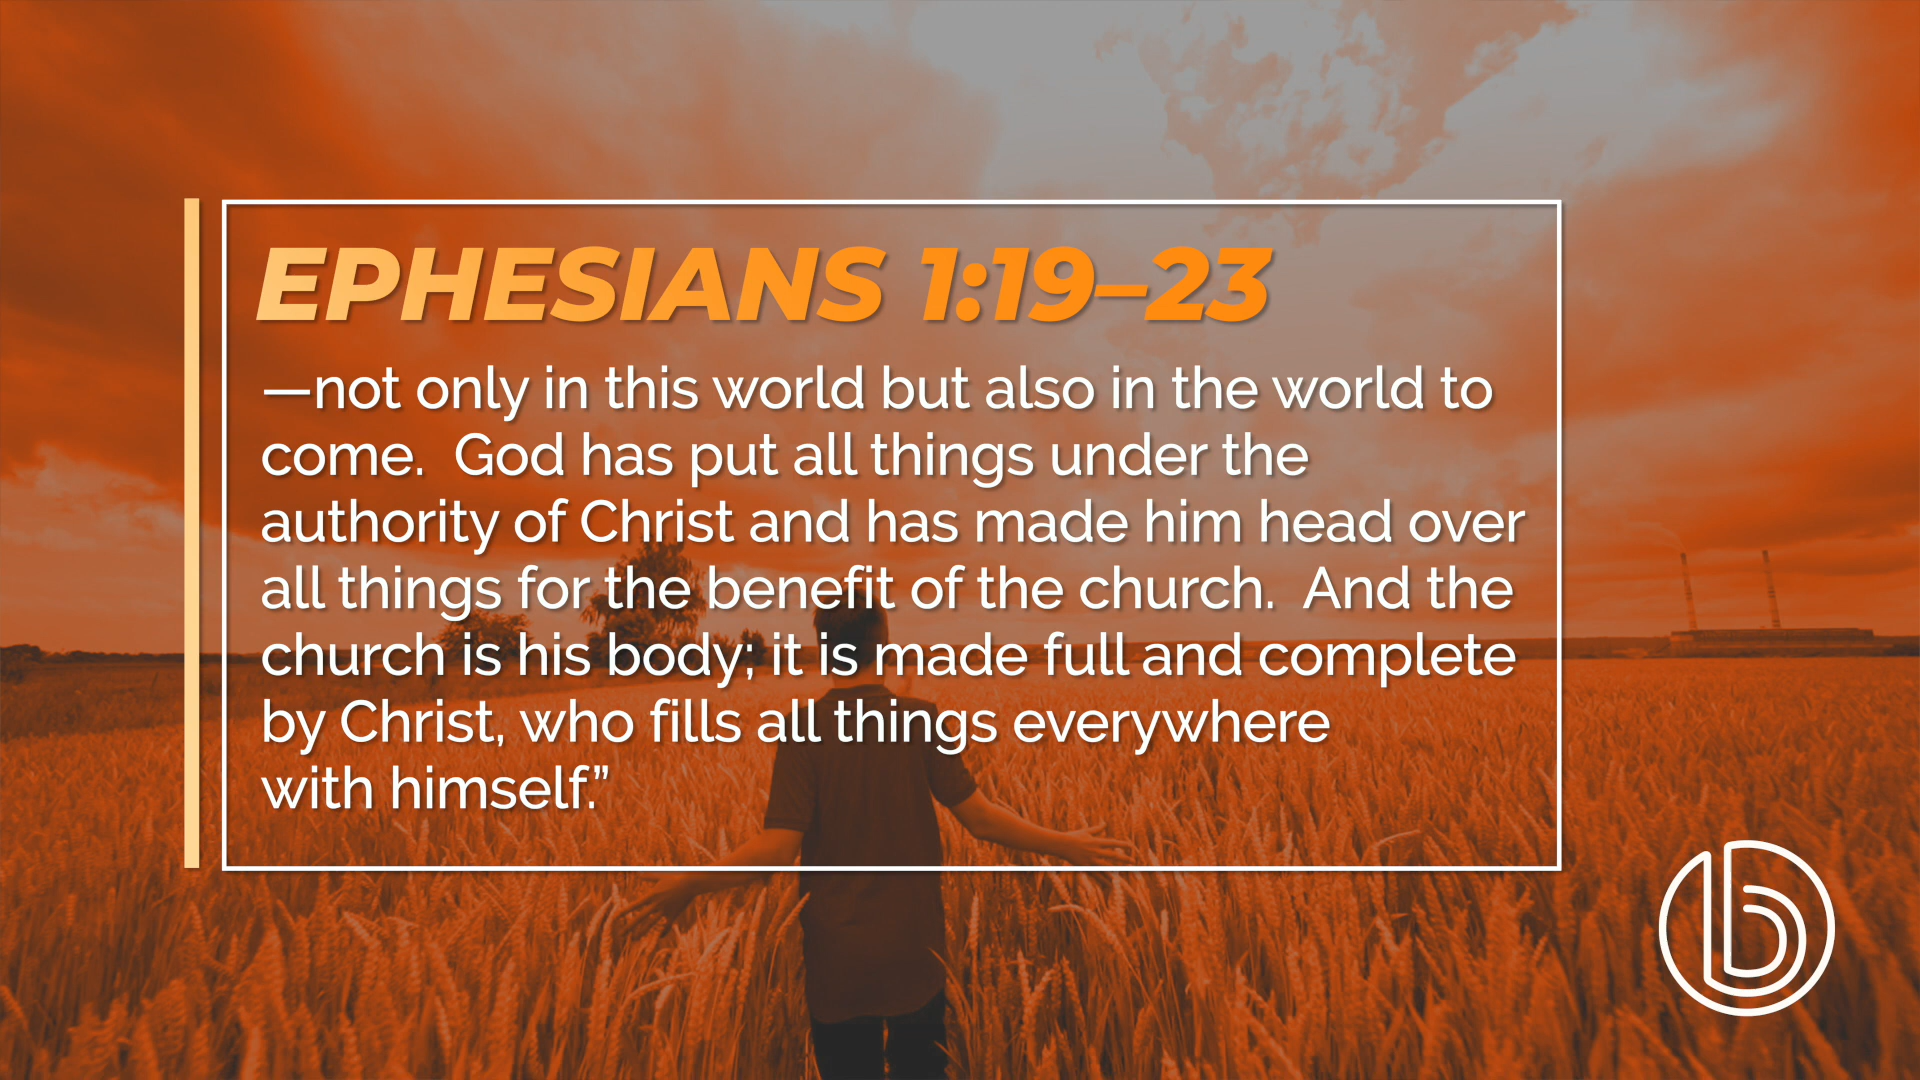 EPHESIANS 1:19–23
—not only in this world but also in the world to
come.  God has put all things under the
authority of Christ and has made him head over
all things for the benefit of the church.  And the
church is his body; it is made full and complete
by Christ, who fills all things everywhere
with himself.”